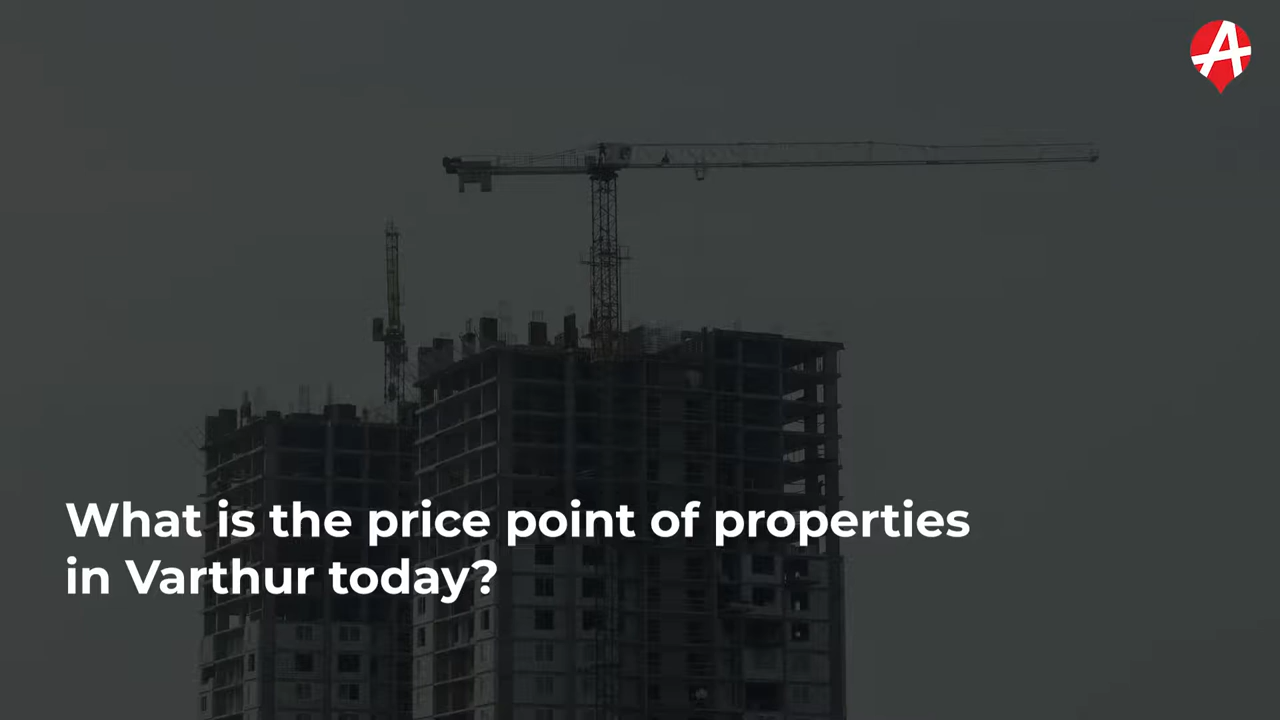 A
What is the price point of properties
in Varthur today?